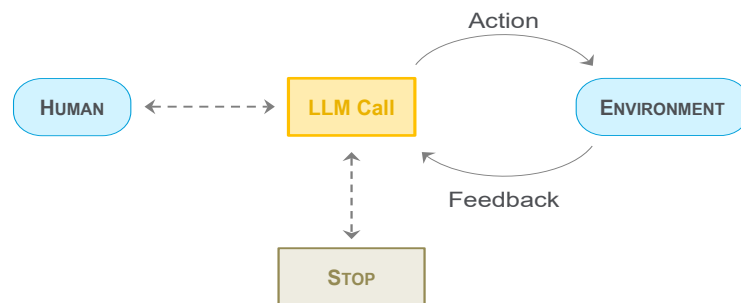 Action
HUMAN
LLM Call
ENVIRONMENT
Feedback
STOP